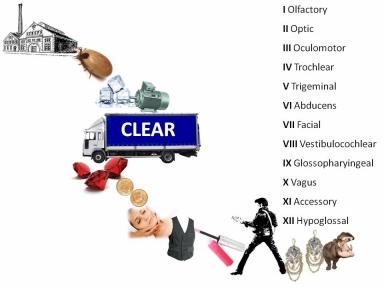 I Olfactory
II Optic
III Oculomotor
IV Trochlear
V Trigeminal
VI Abducens
VII Facial
VIII Vestibulocochlear
IX Glossopharyingeal
X Vagus
XI Accessory
XII Hypoglossal
CLEAR